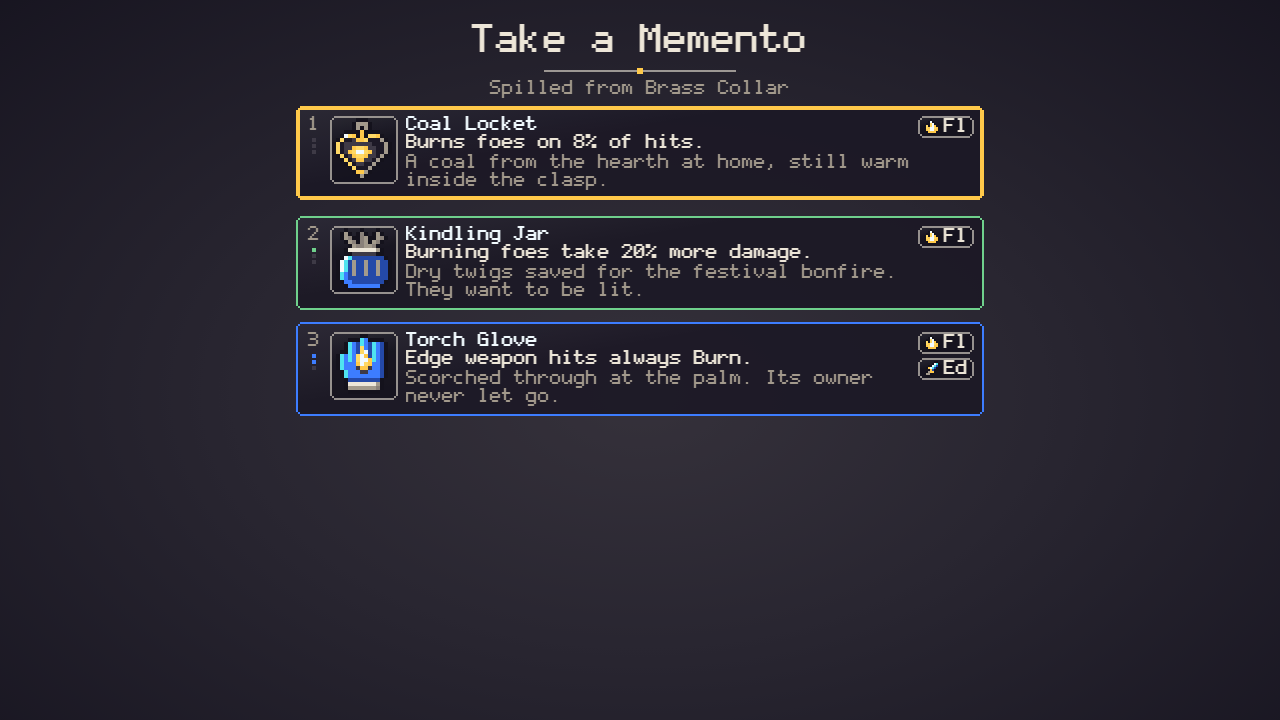 Take a Memento
Spilled from Brass Collar
1
Coal Locket
Fl
Burns foes on 8% of hits.
A coal from the hearth at home, still warm
inside the clasp.
2
Kindling Jar
Fl
Burning foes take 20% more damage.
Dry twigs saved for the festival bonfire.
They want to be lit.
3
Torch Glove
Fl
Edge weapon hits always Burn.
Ed
Scorched through at the palm. Its owner
never let go.